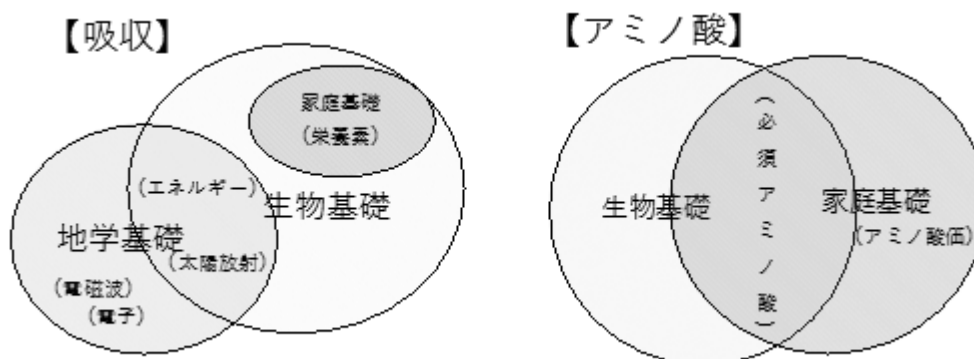 【吸収】
家庭基礎
(栄養素)
(エネルギー)
生物基礎
地学基礎
(太陽放射)
(電磁波)
(電子)
【アミノ酸】
(必須アミノ酸)
生物基礎
家庭基礎
(アミノ酸価)